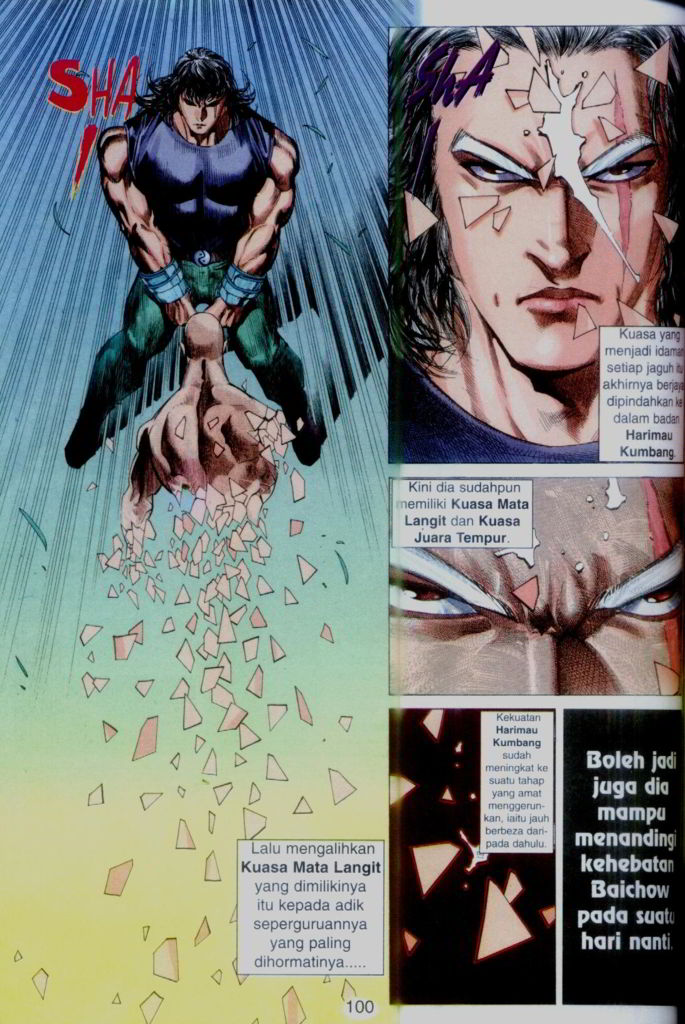 SHA
!
Lalu mengalihkan
Kuasa Mata Langit
yang dimilikinya
itu kepada adik
seperguruannya
yang paling
dihormatinya.....
100
ShA
!
Kuasa yang
menjadi idaman
setiap jaguh itu
akhirnya berjaya
dipindahkan ke
dalam badan
Harimau
Kumbang.
Kini dia sudahpun
memiliki Kuasa Mata
Langit dan Kuasa
Juara Tempur.
Kekuatan
Harimau
Kumbang
sudah
meningkat ke
suatu tahap
yang amat
menggerun-
kan, iaitu jauh
berbeza dari-
pada dahulu.
Boleh jadi
juga dia
mampu
menandingi
kehebatan
Baichow
pada suatu
hari nanti.